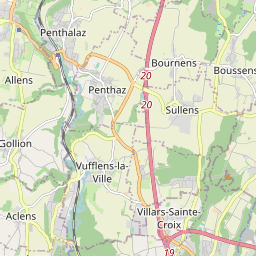 Penthalaz
Bournens
Boussens
Allens
20
Penthaz
20
Sullens
Gollion
Vufflens-la-
Ville
Aclens
Villars-Sainte-
Croix
19